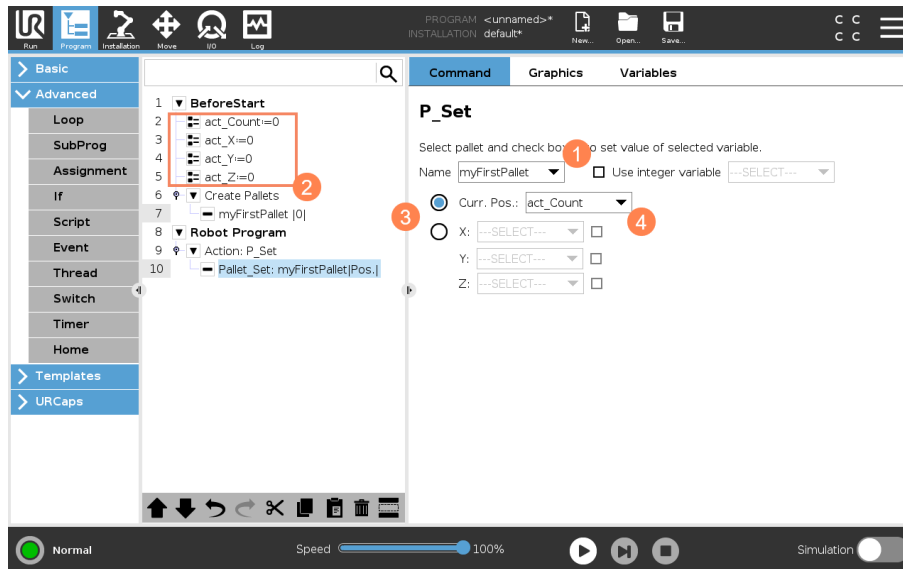 UR
Run
Program
Installation
Move
I/O
Log
PROGRAM <unnamed>*
INSTALLATION default*
New...
Open...
Save...
C C
C C
Basic
Advanced
Loop
SubProg
Assignment
If
Script
Event
Thread
Switch
Timer
Home
Templates
URCaps
1 BeforeStart
2 act_Count≔0
3 act_X≔0
4 act_Y≔0
5 act_Z≔0
2
6 Create Pallets
7 myFirstPallet |0|
8 Robot Program
9 Action: P_Set
10 Pallet_Set: myFirstPallet|Pos.|
Command Graphics Variables
P_Set
Select pallet and check to set value of selected variable.
1
Name myFirstPallet Use integer variable ---SELECT---
3 Curr. Pos.: act_Count
4
X: ---SELECT---
Y: ---SELECT---
Z: ---SELECT---
Normal
Speed 100%
Simulation